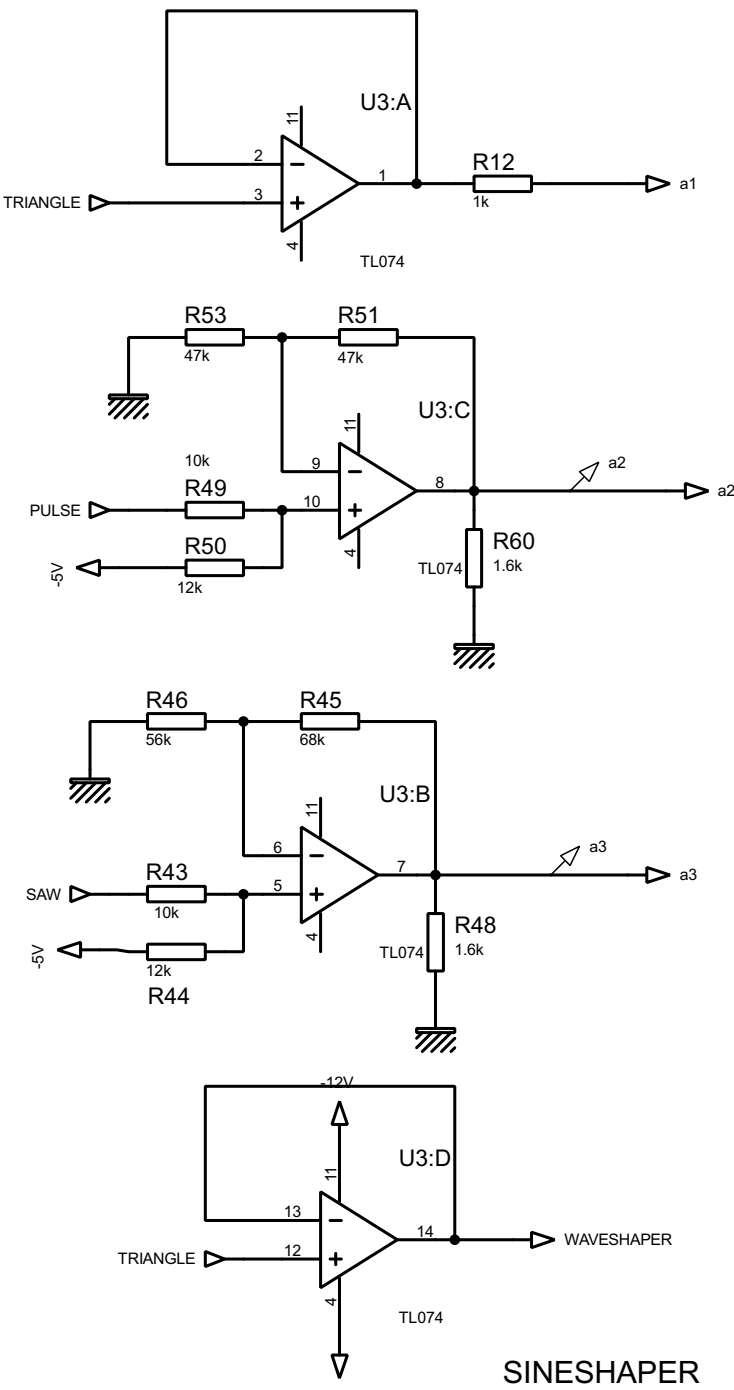 U3:A
11
2
1
R12
1k
a1
TRIANGLE
3
4
TL074
R53
47k
R51
47k
U3:C
11
10k
9
a2
8
a2
PULSE
R49
10
R50
12k
-5V
4
TL074
R60
1.6k
R46
56k
R45
68k
U3:B
11
6
a3
7
a3
SAW
R43
10k
5
-5V
12k
R44
4
TL074
R48
1.6k
-12V
U3:D
11
13
14
WAVESHAPER
TRIANGLE
12
4
TL074
SINESHAPER